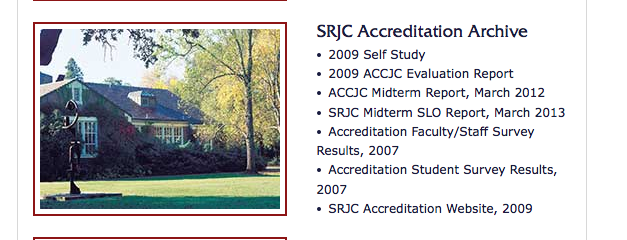 SRJC Accreditation Archive
• 2009 Self Study
• 2009 ACCJC Evaluation Report
• ACCJC Midterm Report, March 2012
• SRJC Midterm SLO Report, March 2013
• Accreditation Faculty/Staff Survey
Results, 2007
• Accreditation Student Survey Results,
2007
• SRJC Accreditation Website, 2009